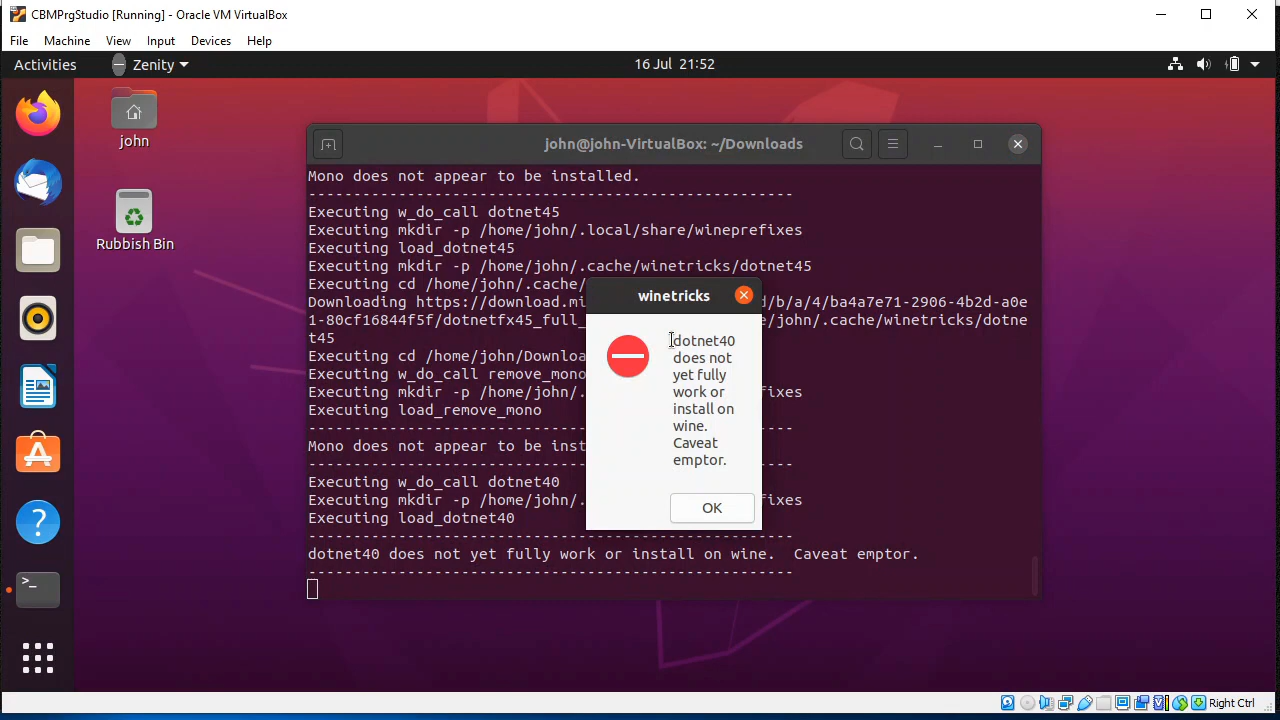 CBMPrgStudio [Running] - Oracle VM VirtualBox
File Machine View Input Devices Help
Activities Zenity 16 Jul 21:52
john
Rubbish Bin
john@john-VirtualBox: ~/Downloads
Mono does not appear to be installed.
------------------------------------------------------
Executing w_do_call dotnet45
Executing mkdir -p /home/john/.local/share/wineprefixes
Executing load_dotnet45
Executing mkdir -p /home/john/.cache/winetricks/dotnet45
Executing cd /home/john/.cache/
Downloading https://download.mi d/b/a/4/ba4a7e71-2906-4b2d-a0e
1-80cf16844f5f/dotnetfx45_full_ e/john/.cache/winetricks/dotne
t45
Executing cd /home/john/Downloa
Executing w_do_call remove_mono
Executing mkdir -p /home/john/. fixes
Executing load_remove_mono
------------------------------------------------------
Mono does not appear to be inst
------------------------------------------------------
Executing w_do_call dotnet40
Executing mkdir -p /home/john/. fixes
Executing load_dotnet40
------------------------------------------------------
dotnet40 does not yet fully work or install on wine.  Caveat emptor.
------------------------------------------------------
winetricks
dotnet40
does not
yet fully
work or
install on
wine.
Caveat
emptor.
OK
Right Ctrl